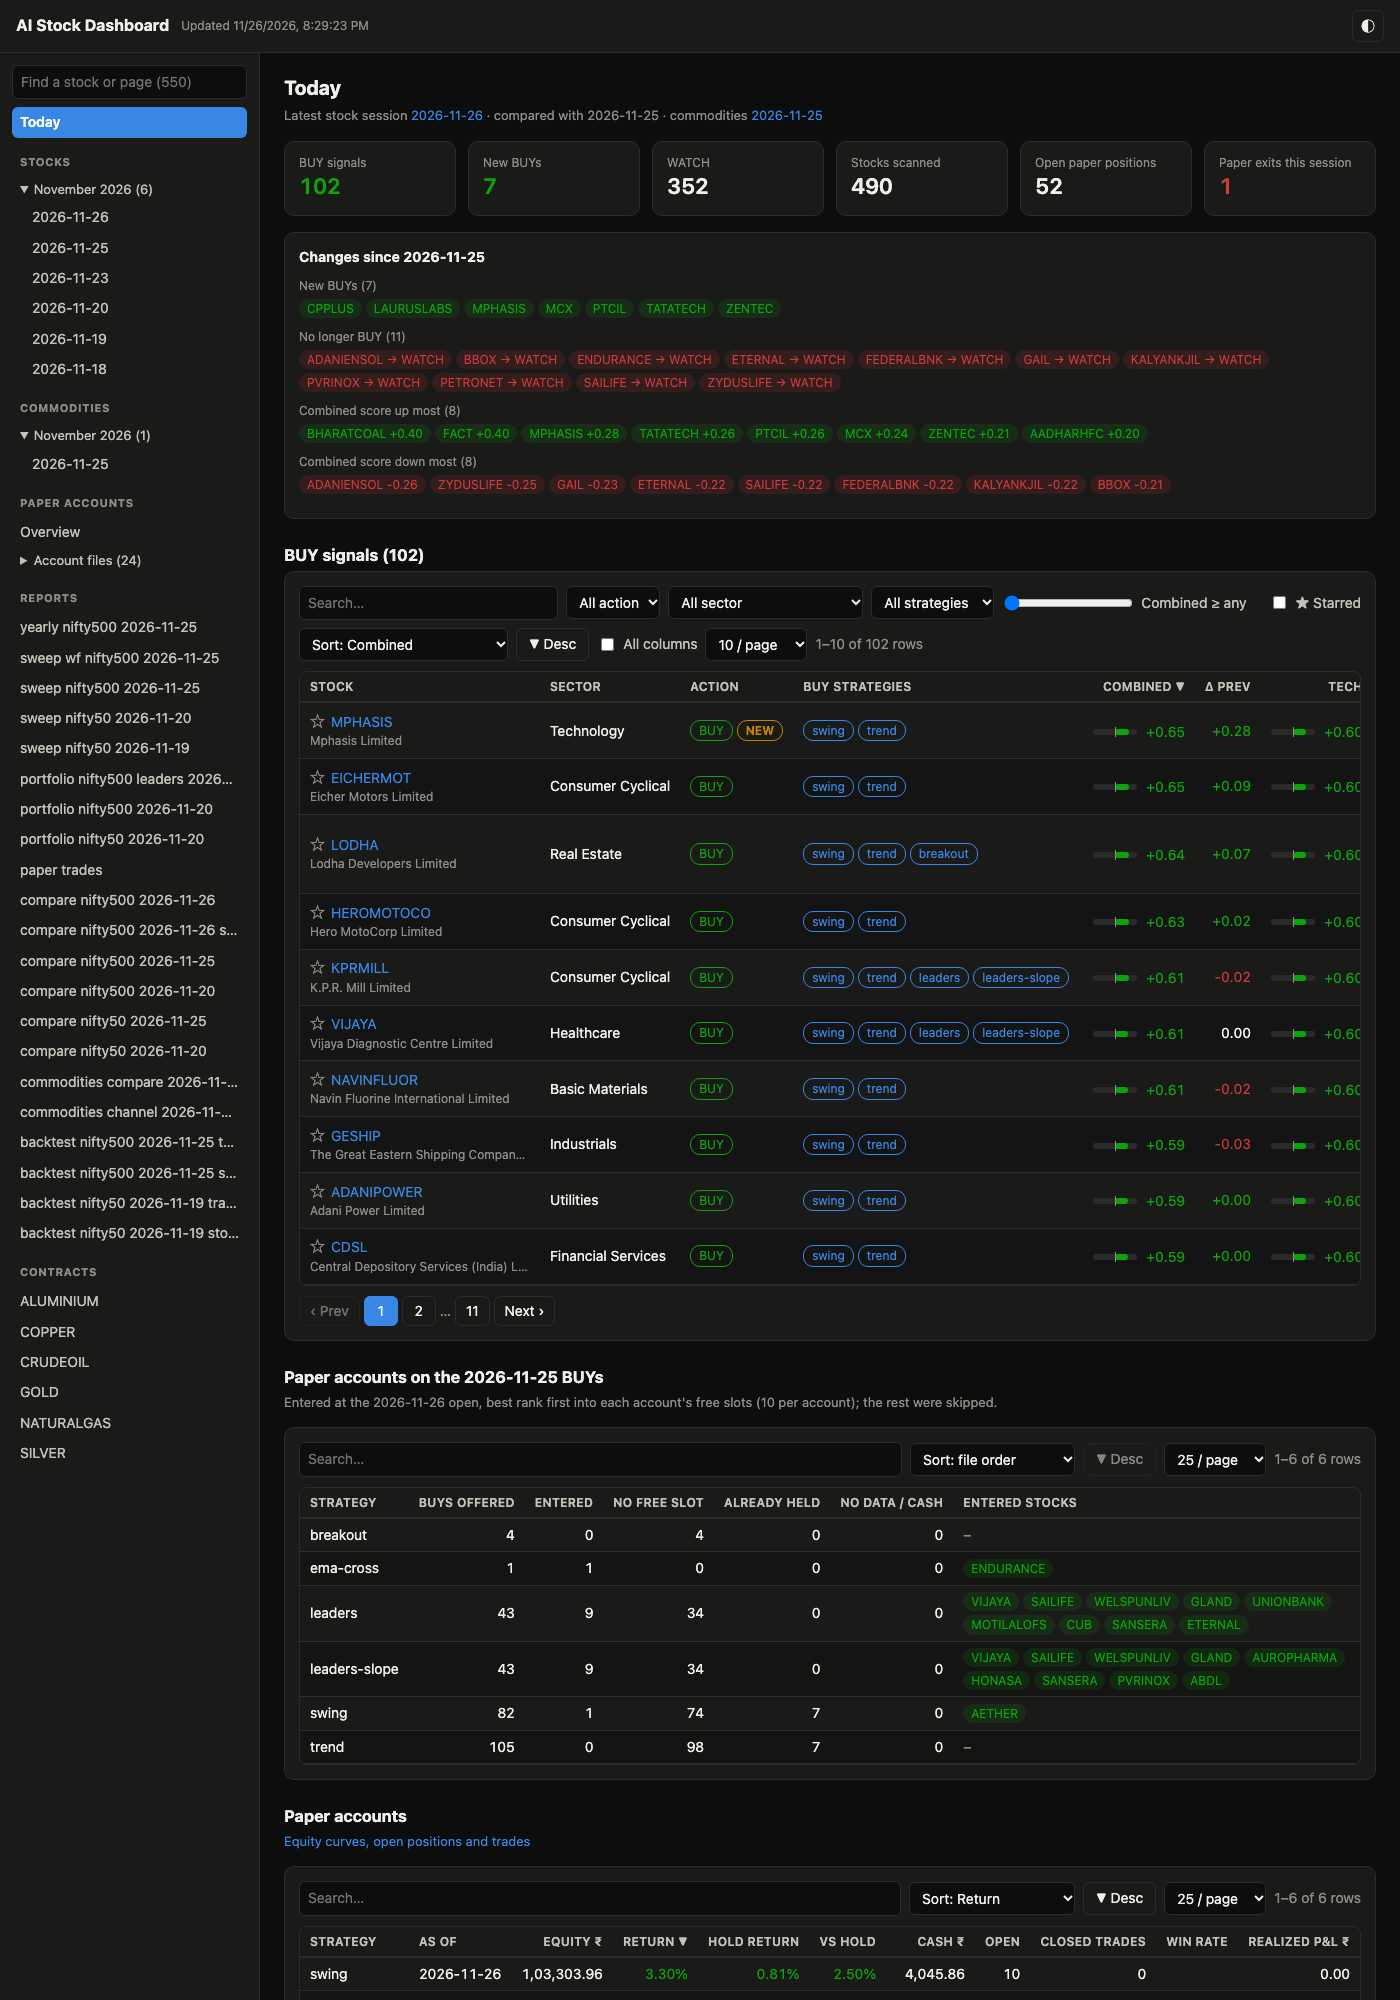 AI Stock Dashboard Updated 11/26/2026, 8:29:23 PM
Find a stock or page (550)
Today
STOCKS
▼ November 2026 (6)
2026-11-26
2026-11-25
2026-11-23
2026-11-20
2026-11-19
2026-11-18
COMMODITIES
▼ November 2026 (1)
2026-11-25
PAPER ACCOUNTS
Overview
▶ Account files (24)
REPORTS
yearly nifty500 2026-11-25
sweep wf nifty500 2026-11-25
sweep nifty500 2026-11-25
sweep nifty50 2026-11-20
sweep nifty50 2026-11-19
portfolio nifty500 leaders 2026...
portfolio nifty500 2026-11-20
portfolio nifty50 2026-11-20
paper trades
compare nifty500 2026-11-26
compare nifty500 2026-11-26 s...
compare nifty500 2026-11-25
compare nifty500 2026-11-20
compare nifty50 2026-11-25
compare nifty50 2026-11-20
commodities compare 2026-11-...
commodities channel 2026-11-...
backtest nifty500 2026-11-25 t...
backtest nifty500 2026-11-25 s...
backtest nifty50 2026-11-19 tra...
backtest nifty50 2026-11-19 sto...
CONTRACTS
ALUMINIUM
COPPER
CRUDEOIL
GOLD
NATURALGAS
SILVER
Today
Latest stock session 2026-11-26 · compared with 2026-11-25 · commodities 2026-11-25
BUY signals
102
New BUYs
7
WATCH
352
Stocks scanned
490
Open paper positions
52
Paper exits this session
1
Changes since 2026-11-25
New BUYs (7)
CPPLUS LAURUSLABS MPHASIS MCX PTCIL TATATECH ZENTEC
No longer BUY (11)
ADANIENSOL → WATCH BBOX → WATCH ENDURANCE → WATCH ETERNAL → WATCH FEDERALBNK → WATCH GAIL → WATCH KALYANKJIL → WATCH
PVRINOX → WATCH PETRONET → WATCH SAILIFE → WATCH ZYDUSLIFE → WATCH
Combined score up most (8)
BHARATCOAL +0.40 FACT +0.40 MPHASIS +0.28 TATATECH +0.26 PTCIL +0.26 MCX +0.24 ZENTEC +0.21 AADHARHFC +0.20
Combined score down most (8)
ADANIENSOL -0.26 ZYDUSLIFE -0.25 GAIL -0.23 ETERNAL -0.22 SAILIFE -0.22 FEDERALBNK -0.22 KALYANKJIL -0.22 BBOX -0.21
BUY signals (102)
Search... All action All sector All strategies Combined ≥ any ★ Starred
Sort: Combined ▼ Desc All columns 10 / page 1–10 of 102 rows
STOCK SECTOR ACTION BUY STRATEGIES COMBINED ▼ Δ PREV TECH
☆ MPHASIS
Mphasis Limited
Technology BUY NEW swing trend +0.65 +0.28 +0.60
☆ EICHERMOT
Eicher Motors Limited
Consumer Cyclical BUY swing trend +0.65 +0.09 +0.60
☆ LODHA
Lodha Developers Limited
Real Estate BUY swing trend breakout +0.64 +0.07 +0.60
☆ HEROMOTOCO
Hero MotoCorp Limited
Consumer Cyclical BUY swing trend +0.63 +0.02 +0.60
☆ KPRMILL
K.P.R. Mill Limited
Consumer Cyclical BUY swing trend leaders leaders-slope +0.61 -0.02 +0.60
☆ VIJAYA
Vijaya Diagnostic Centre Limited
Healthcare BUY swing trend leaders leaders-slope +0.61 0.00 +0.60
☆ NAVINFLUOR
Navin Fluorine International Limited
Basic Materials BUY swing trend +0.61 -0.02 +0.60
☆ GESHIP
The Great Eastern Shipping Compan...
Industrials BUY swing trend +0.59 -0.03 +0.60
☆ ADANIPOWER
Adani Power Limited
Utilities BUY swing trend +0.59 +0.00 +0.60
☆ CDSL
Central Depository Services (India) L...
Financial Services BUY swing trend +0.59 +0.00 +0.60
‹ Prev 1 2 ... 11 Next ›
Paper accounts on the 2026-11-25 BUYs
Entered at the 2026-11-26 open, best rank first into each account's free slots (10 per account); the rest were skipped.
Search... Sort: file order ▼ Desc 25 / page 1–6 of 6 rows
STRATEGY BUYS OFFERED ENTERED NO FREE SLOT ALREADY HELD NO DATA / CASH ENTERED STOCKS
breakout 4 0 4 0 0 –
ema-cross 1 1 0 0 0 ENDURANCE
leaders 43 9 34 0 0 VIJAYA SAILIFE WELSPUNLIV GLAND UNIONBANK
MOTILALOFS CUB SANSERA ETERNAL
leaders-slope 43 9 34 0 0 VIJAYA SAILIFE WELSPUNLIV GLAND AUROPHARMA
HONASA SANSERA PVRINOX ABDL
swing 82 1 74 7 0 AETHER
trend 105 0 98 7 0 –
Paper accounts
Equity curves, open positions and trades
Search... Sort: Return ▼ Desc 25 / page 1–6 of 6 rows
STRATEGY AS OF EQUITY ₹ RETURN ▼ HOLD RETURN VS HOLD CASH ₹ OPEN CLOSED TRADES WIN RATE REALIZED P&L ₹
swing 2026-11-26 1,03,303.96 3.30% 0.81% 2.50% 4,045.86 10 0 0.00